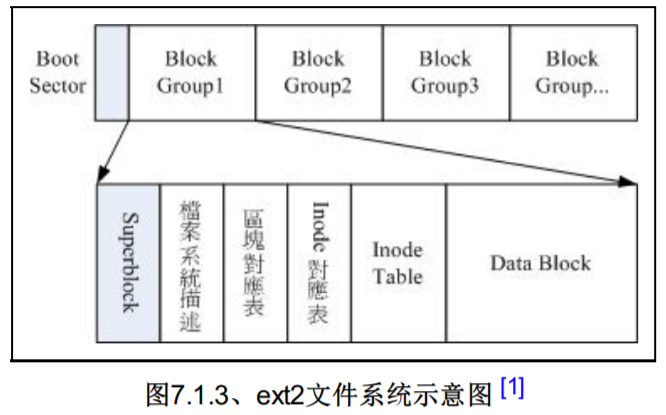 Boot
Sector
Block
Group1
Block
Group2
Block
Group3
Block
Group...
Superblock
檔案系統描述
區塊對應表
Inode 對應表
Inode
Table
Data Block
图7.1.3、ext2文件系统示意图 [1]